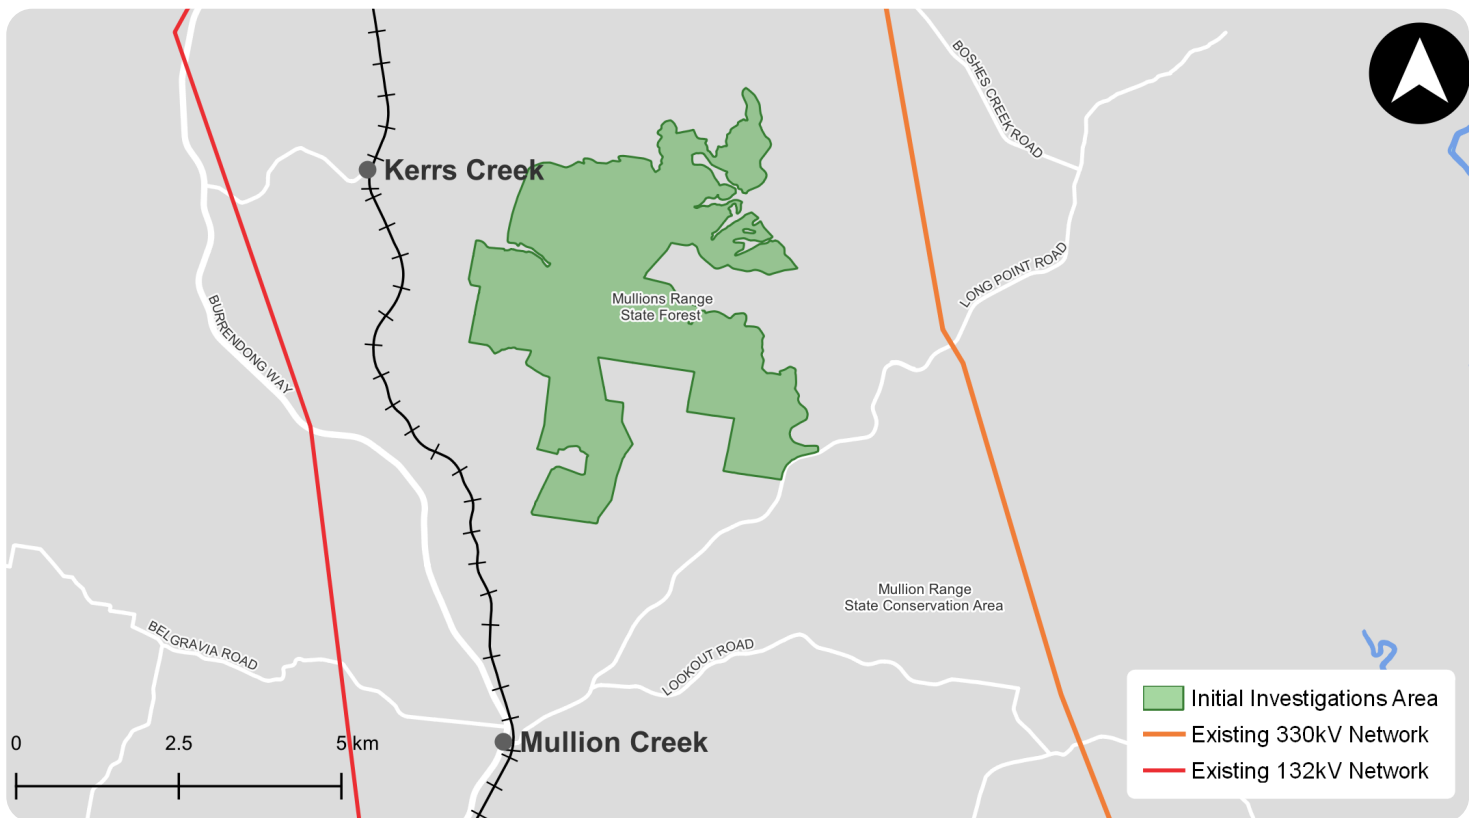 BOSHES CREEK ROAD
Kerrs Creek
LONG POINT ROAD
Mullions Range
State Forest
BURRENDONG WAY
Mullion Range
State Conservation Area
BELGRAVIA ROAD
LOOKOUT ROAD
Initial Investigations Area
Existing 330kV Network
Existing 132kV Network
0 2.5 5 km
Mullion Creek